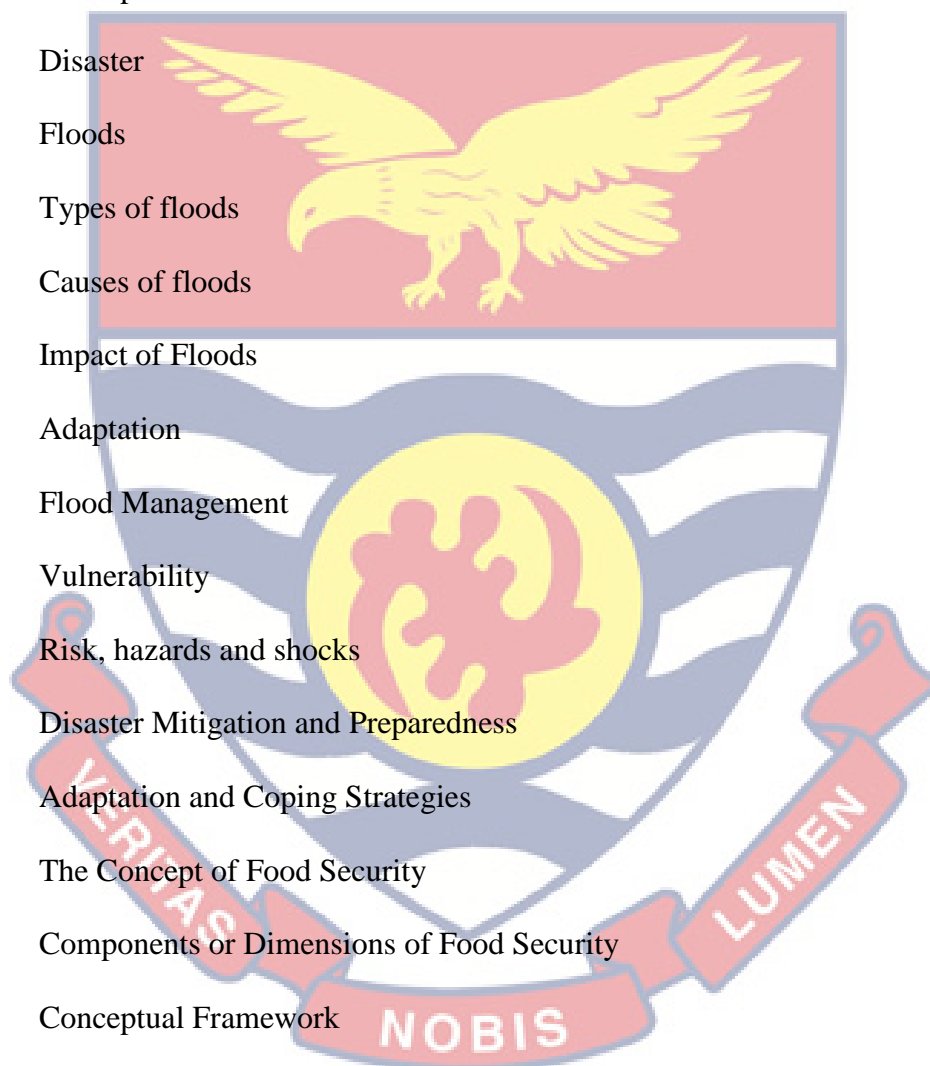 Disaster
Floods
Types of floods
Causes of floods
Impact of Floods
Adaptation
Flood Management
Vulnerability
Risk, hazards and shocks
Disaster Mitigation and Preparedness
Adaptation and Coping Strategies
The Concept of Food Security
Components or Dimensions of Food Security
Conceptual Framework
VERITAS
NOBIS
LUMEN